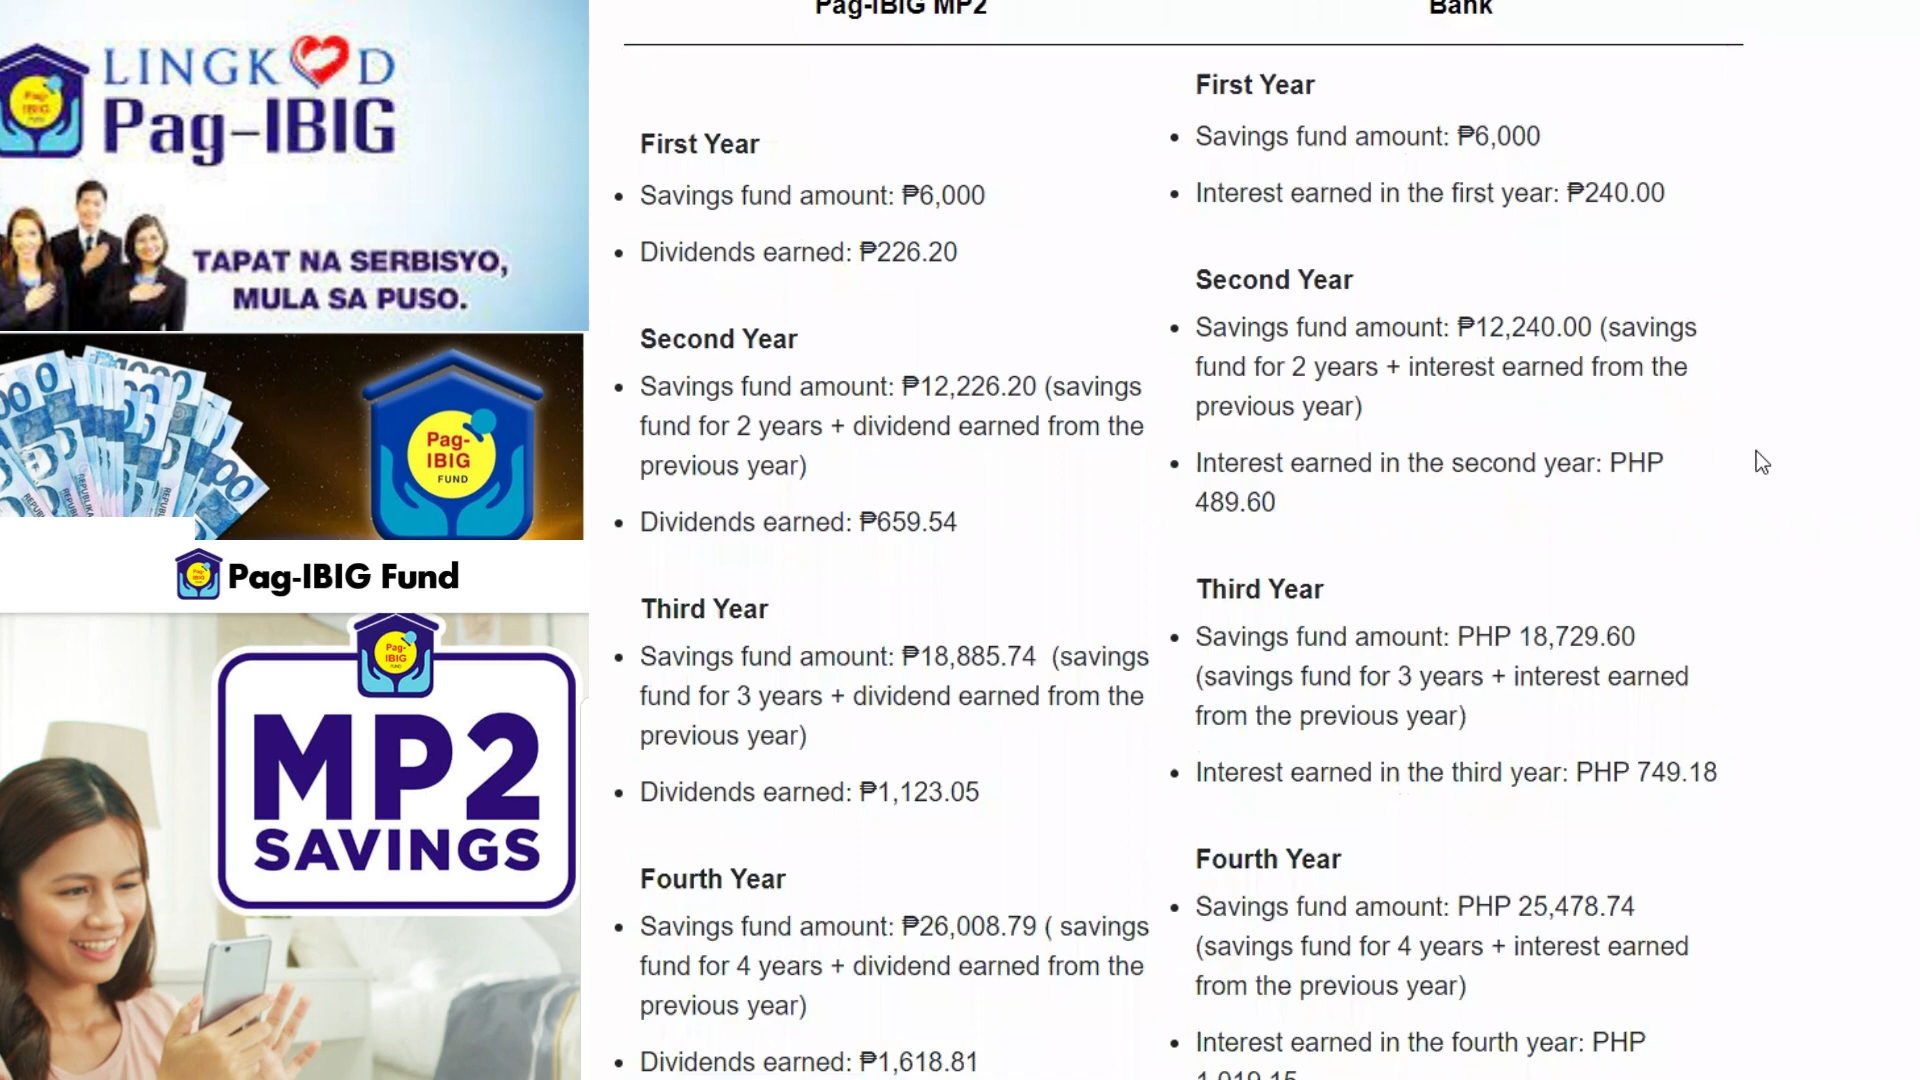 LINGKOD
Pag-IBIG
TAPAT NA SERBISYO,
MULA SA PUSO.
Pag-
IBIG
FUND
Pag-IBIG Fund
Pag-
IBIG
FUND
MP2
SAVINGS
Pag-IBIG MP2
First Year
• Savings fund amount: ₱6,000
• Dividends earned: ₱226.20
Second Year
• Savings fund amount: ₱12,226.20 (savings
fund for 2 years + dividend earned from the
previous year)
• Dividends earned: ₱659.54
Third Year
• Savings fund amount: ₱18,885.74 (savings
fund for 3 years + dividend earned from the
previous year)
• Dividends earned: ₱1,123.05
Fourth Year
• Savings fund amount: ₱26,008.79 ( savings
fund for 4 years + dividend earned from the
previous year)
• Dividends earned: ₱1,618.81
Bank
First Year
• Savings fund amount: ₱6,000
• Interest earned in the first year: ₱240.00
Second Year
• Savings fund amount: ₱12,240.00 (savings
fund for 2 years + interest earned from the
previous year)
• Interest earned in the second year: PHP
489.60
Third Year
• Savings fund amount: PHP 18,729.60
(savings fund for 3 years + interest earned
from the previous year)
• Interest earned in the third year: PHP 749.18
Fourth Year
• Savings fund amount: PHP 25,478.74
(savings fund for 4 years + interest earned
from the previous year)
• Interest earned in the fourth year: PHP
1,019.15